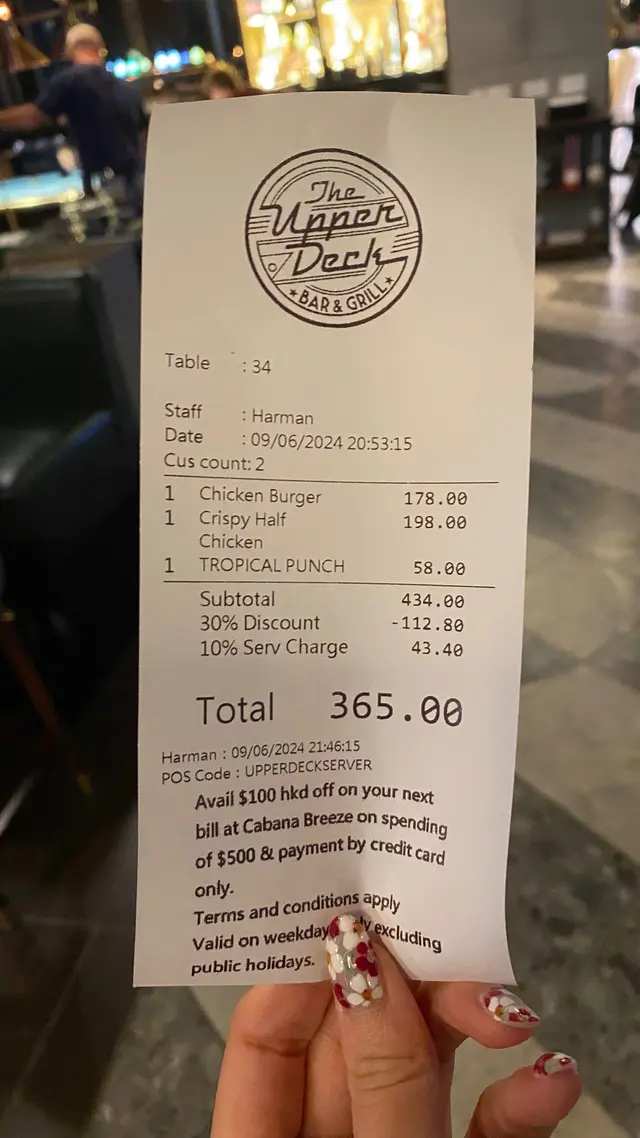 The
Upper
Deck
★BAR & GRILL★
Table : 34
Staff : Harman
Date : 09/06/2024 20:53:15
Cus count: 2
1 Chicken Burger 178.00
1 Crispy Half 198.00
Chicken
1 TROPICAL PUNCH 58.00
Subtotal 434.00
30% Discount -112.80
10% Serv Charge 43.40
Total 365.00
Harman : 09/06/2024 21:46:15
POS Code : UPPERDECKSERVER
Avail $100 hkd off on your next
bill at Cabana Breeze on spending
of $500 & payment by credit card
only.
Terms and conditions apply
Valid on weekday excluding
public holidays.